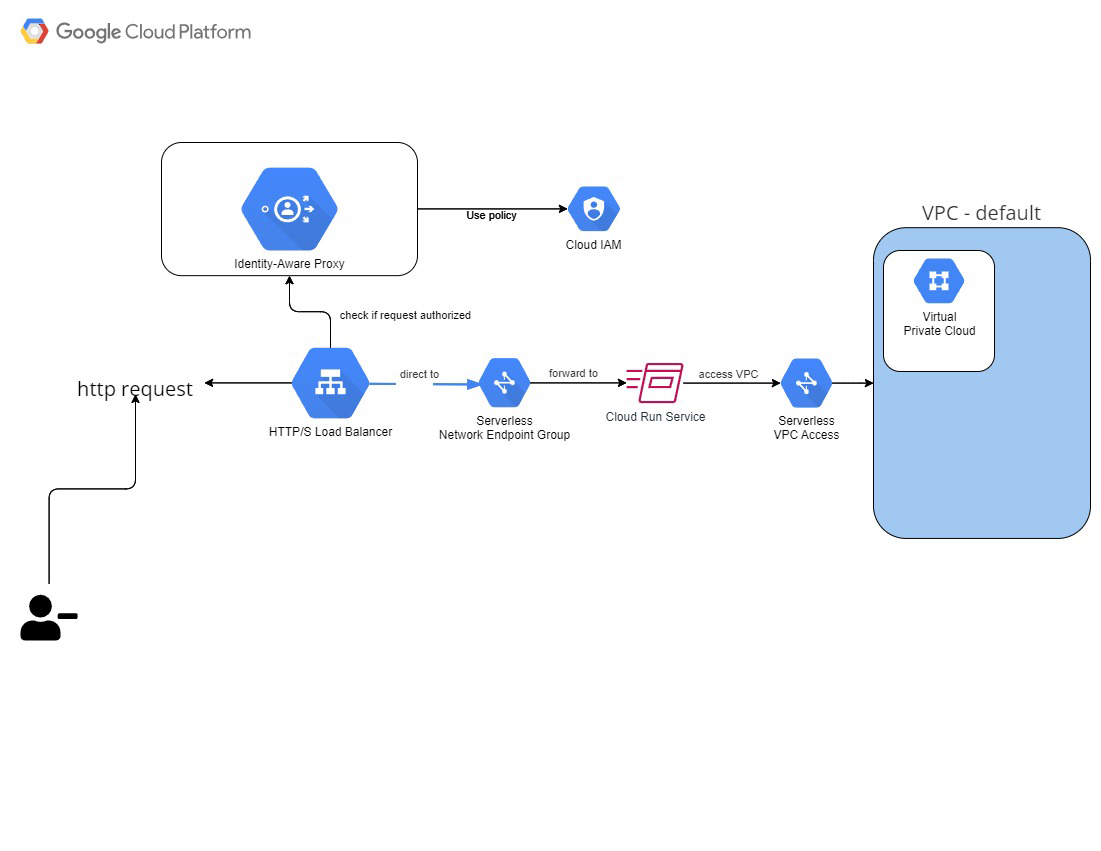 Google Cloud Platform
Identity-Aware Proxy
Use policy
Cloud IAM
VPC - default
Virtual
Private Cloud
check if request authorized
http request
HTTP/S Load Balancer
direct to
Serverless
Network Endpoint Group
forward to
Cloud Run Service
access VPC
Serverless
VPC Access